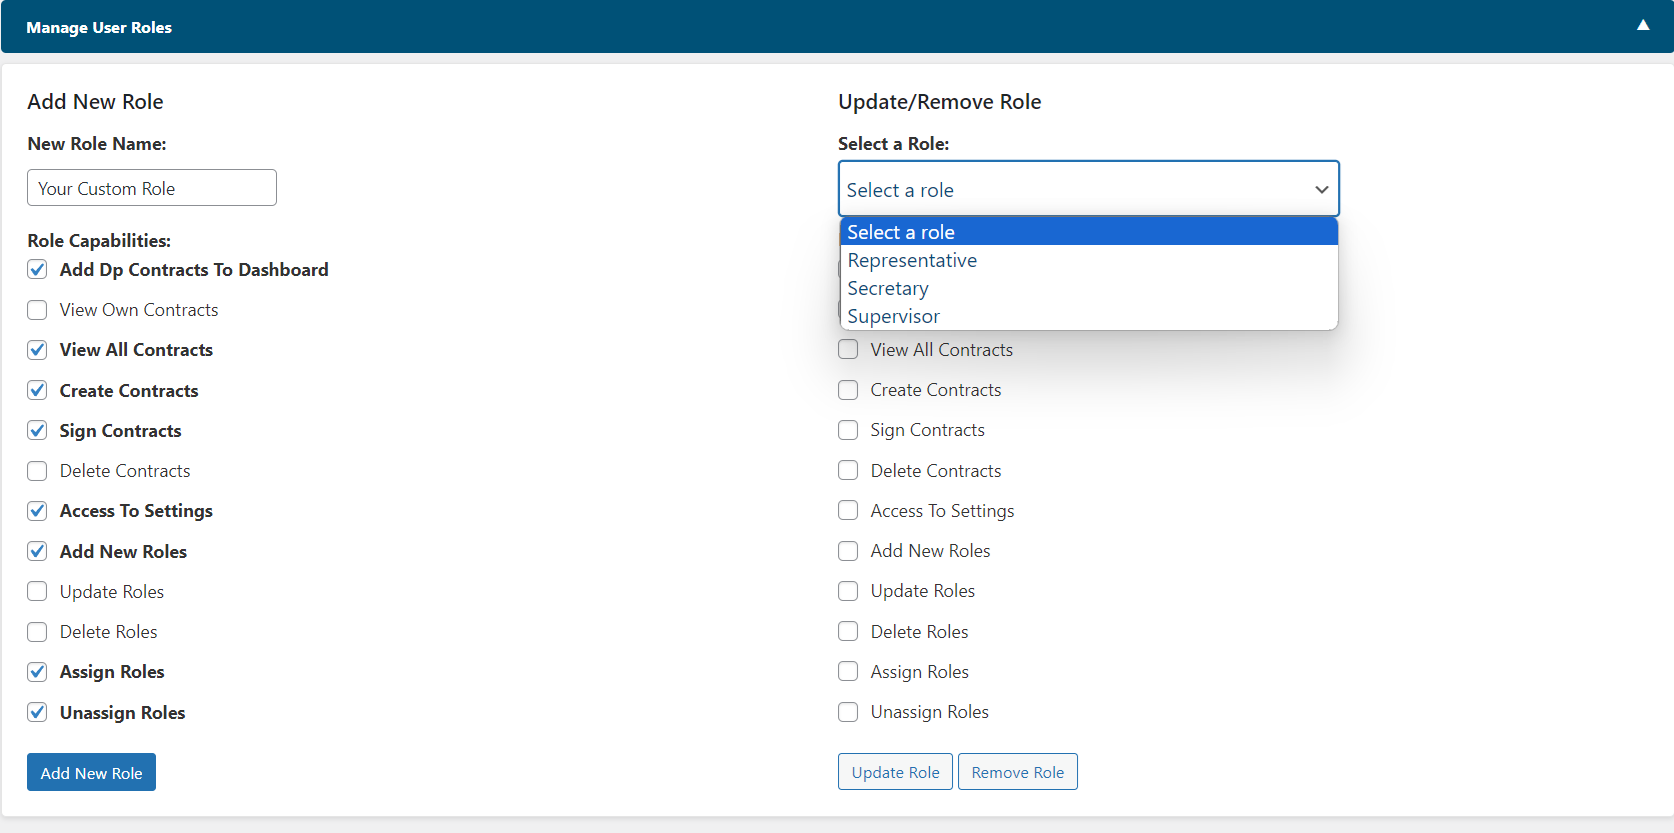 Manage User Roles
Add New Role
New Role Name:
Your Custom Role
Role Capabilities:
Add Dp Contracts To Dashboard
View Own Contracts
View All Contracts
Create Contracts
Sign Contracts
Delete Contracts
Access To Settings
Add New Roles
Update Roles
Delete Roles
Assign Roles
Unassign Roles
Add New Role
Update/Remove Role
Select a Role:
Select a role
Select a role
Representative
Secretary
Supervisor
View All Contracts
Create Contracts
Sign Contracts
Delete Contracts
Access To Settings
Add New Roles
Update Roles
Delete Roles
Assign Roles
Unassign Roles
Update Role
Remove Role